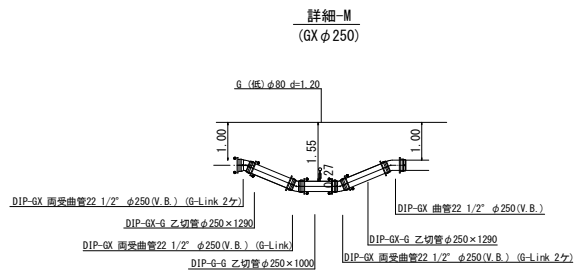 詳細-M
(GXφ250)
G (低)φ80 d=1.20
1.00
1.55
0.27
1.00
DIP-GX 両受曲管22 1/2° φ250(V.B.) (G-Link 2ケ)
DIP-GX 曲管22 1/2° φ250(V.B.)
DIP-GX-G 乙切管φ250×1290
DIP-GX-G 乙切管φ250×1290
DIP-GX 両受曲管22 1/2° φ250(V.B.) (G-Link)
DIP-GX 両受曲管22 1/2° φ250(V.B.) (G-Link 2ケ)
DIP-G-G 乙切管φ250×1000